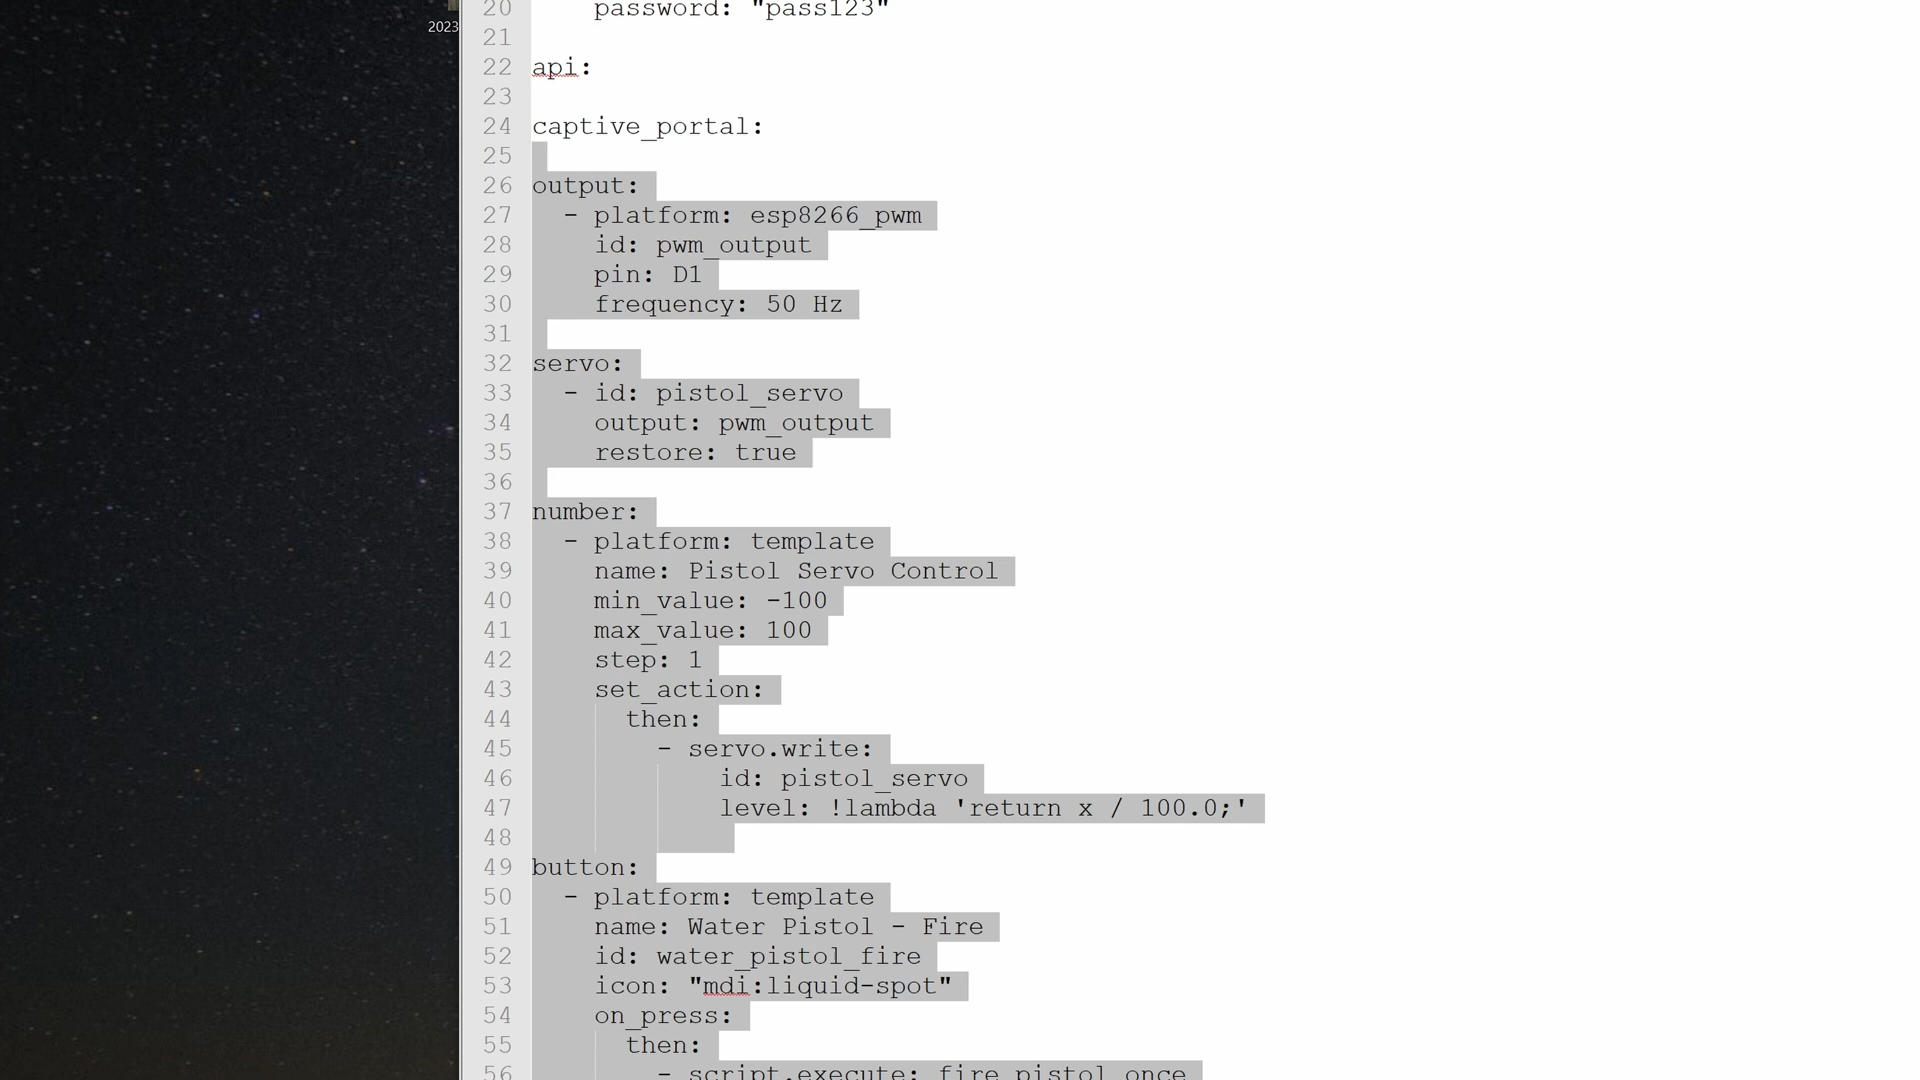 2023
20 password: "pass123"
21
22 api:
23
24 captive_portal:
25
26 output:
27   - platform: esp8266_pwm
28     id: pwm_output
29     pin: D1
30     frequency: 50 Hz
31
32 servo:
33   - id: pistol_servo
34     output: pwm_output
35     restore: true
36
37 number:
38   - platform: template
39     name: Pistol Servo Control
40     min_value: -100
41     max_value: 100
42     step: 1
43     set_action:
44       then:
45         - servo.write:
46             id: pistol_servo
47             level: !lambda 'return x / 100.0;'
48
49 button:
50   - platform: template
51     name: Water Pistol - Fire
52     id: water_pistol_fire
53     icon: "mdi:liquid-spot"
54     on_press:
55       then:
56         - script.execute: fire_pistol_once